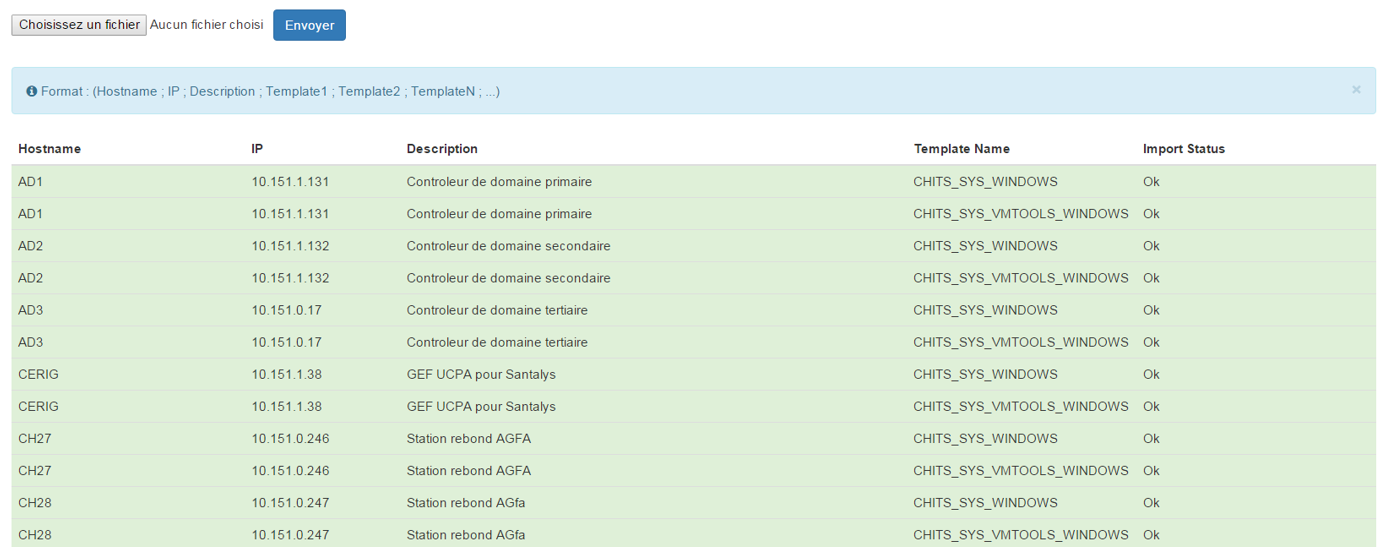 Choisissez un fichier Aucun fichier choisi Envoyer
Format : (Hostname ; IP ; Description ; Template1 ; Template2 ; TemplateN ; ...) ×
Hostname IP Description Template Name Import Status
AD1 10.151.1.131 Controleur de domaine primaire CHITS_SYS_WINDOWS Ok
AD1 10.151.1.131 Controleur de domaine primaire CHITS_SYS_VMTOOLS_WINDOWS Ok
AD2 10.151.1.132 Controleur de domaine secondaire CHITS_SYS_WINDOWS Ok
AD2 10.151.1.132 Controleur de domaine secondaire CHITS_SYS_VMTOOLS_WINDOWS Ok
AD3 10.151.0.17 Controleur de domaine tertiaire CHITS_SYS_WINDOWS Ok
AD3 10.151.0.17 Controleur de domaine tertiaire CHITS_SYS_VMTOOLS_WINDOWS Ok
CERIG 10.151.1.38 GEF UCPA pour Santalys CHITS_SYS_WINDOWS Ok
CERIG 10.151.1.38 GEF UCPA pour Santalys CHITS_SYS_VMTOOLS_WINDOWS Ok
CH27 10.151.0.246 Station rebond AGFA CHITS_SYS_WINDOWS Ok
CH27 10.151.0.246 Station rebond AGFA CHITS_SYS_VMTOOLS_WINDOWS Ok
CH28 10.151.0.247 Station rebond AGfa CHITS_SYS_WINDOWS Ok
CH28 10.151.0.247 Station rebond AGfa CHITS_SYS_VMTOOLS_WINDOWS Ok